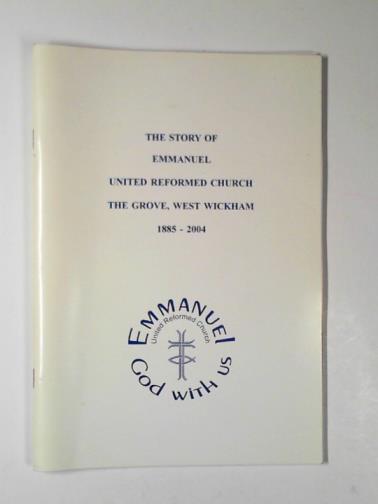 THE STORY OF
EMMANUEL
UNITED REFORMED CHURCH
THE GROVE, WEST WICKHAM
1885 - 2004
EMMANUEL
United Reformed Church
God with us